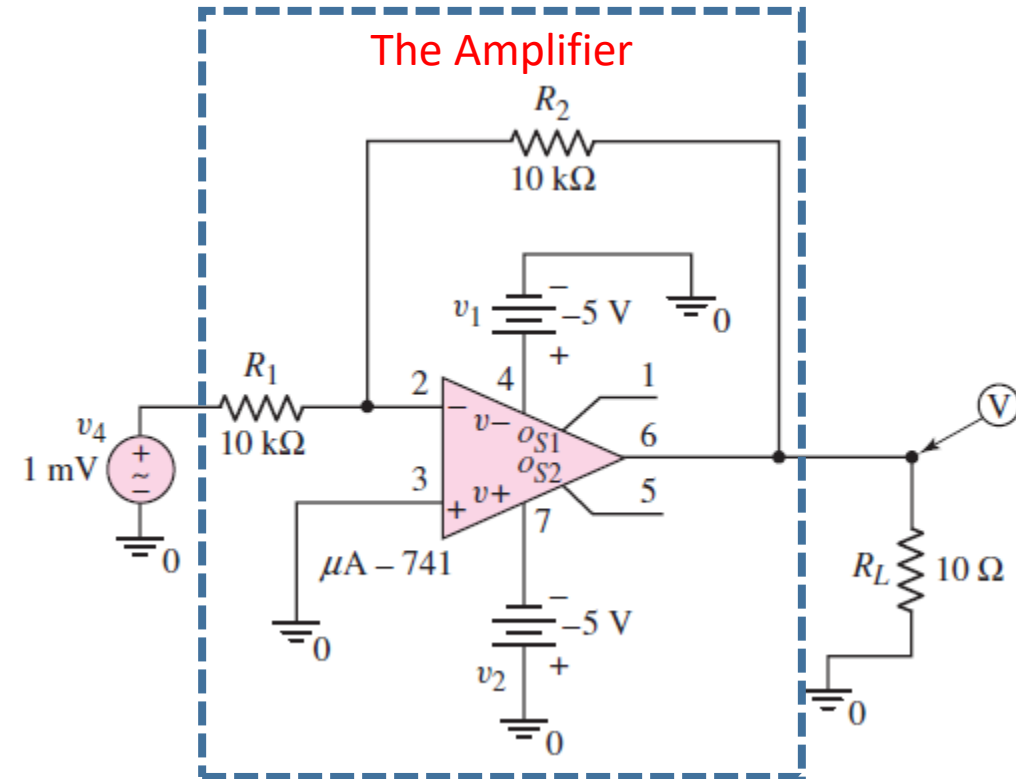 The Amplifier
R2
10 kΩ
v1
− −5 V +
0
R1
10 kΩ
v4
1 mV
+ ~ −
0
2
4
1
− v− oS1
6
oS2
3
+ v+
5
7
μA – 741
0
v2
− −5 V +
0
V
RL
10 Ω
0